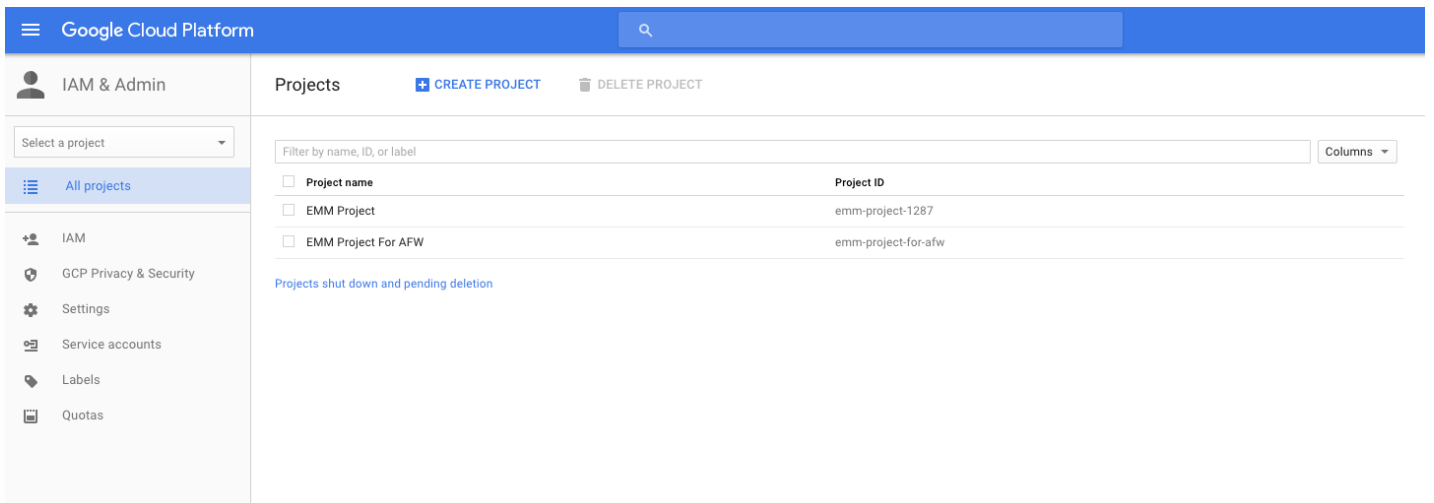 Google Cloud Platform
IAM & Admin
Projects
CREATE PROJECT
DELETE PROJECT
Select a project
All projects
IAM
GCP Privacy & Security
Settings
Service accounts
Labels
Quotas
Filter by name, ID, or label
Columns
Project name Project ID
EMM Project emm-project-1287
EMM Project For AFW emm-project-for-afw
Projects shut down and pending deletion